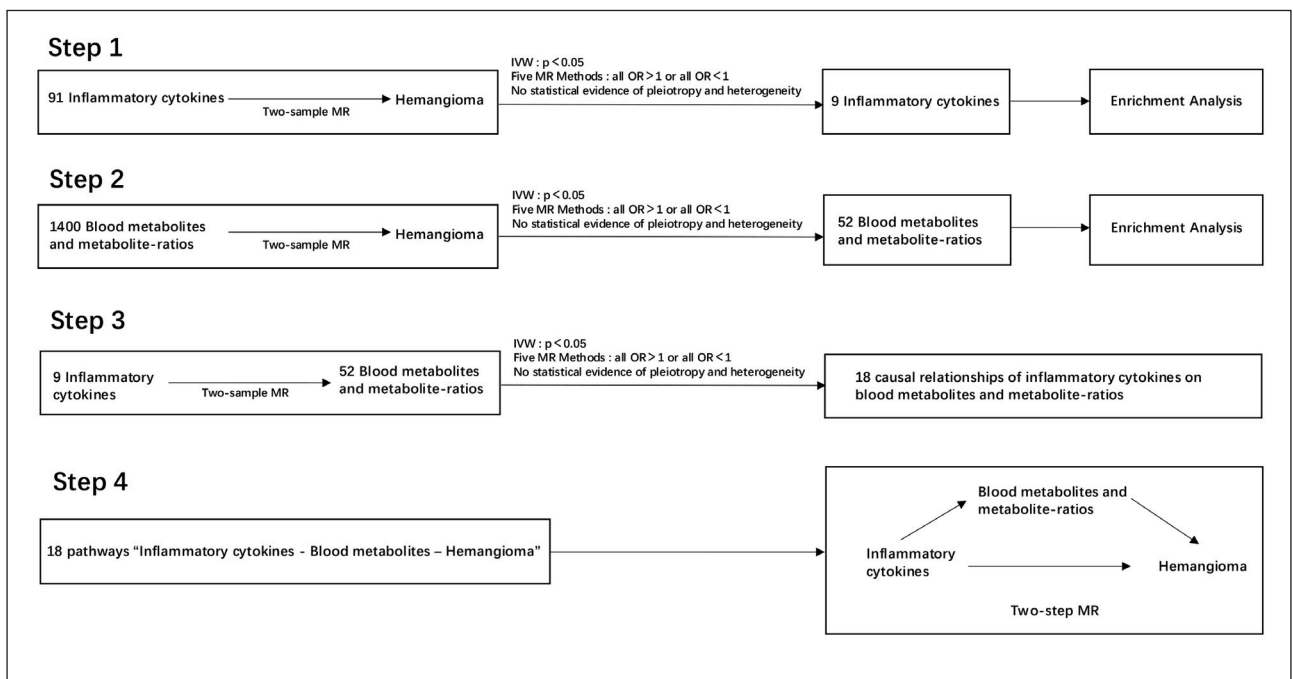 Step 1
91 Inflammatory cytokines
Two-sample MR
Hemangioma
IVW : p<0.05
Five MR Methods : all OR>1 or all OR<1
No statistical evidence of pleiotropy and heterogeneity
9 Inflammatory cytokines
Enrichment Analysis
Step 2
1400 Blood metabolites
and metabolite-ratios
Two-sample MR
Hemangioma
IVW : p<0.05
Five MR Methods : all OR>1 or all OR<1
No statistical evidence of pleiotropy and heterogeneity
52 Blood metabolites
and metabolite-ratios
Enrichment Analysis
Step 3
9 Inflammatory
cytokines
Two-sample MR
52 Blood metabolites
and metabolite-ratios
IVW : p<0.05
Five MR Methods : all OR>1 or all OR<1
No statistical evidence of pleiotropy and heterogeneity
18 causal relationships of inflammatory cytokines on
blood metabolites and metabolite-ratios
Step 4
18 pathways “Inflammatory cytokines - Blood metabolites – Hemangioma”
Blood metabolites and
metabolite-ratios
Inflammatory
cytokines
Hemangioma
Two-step MR